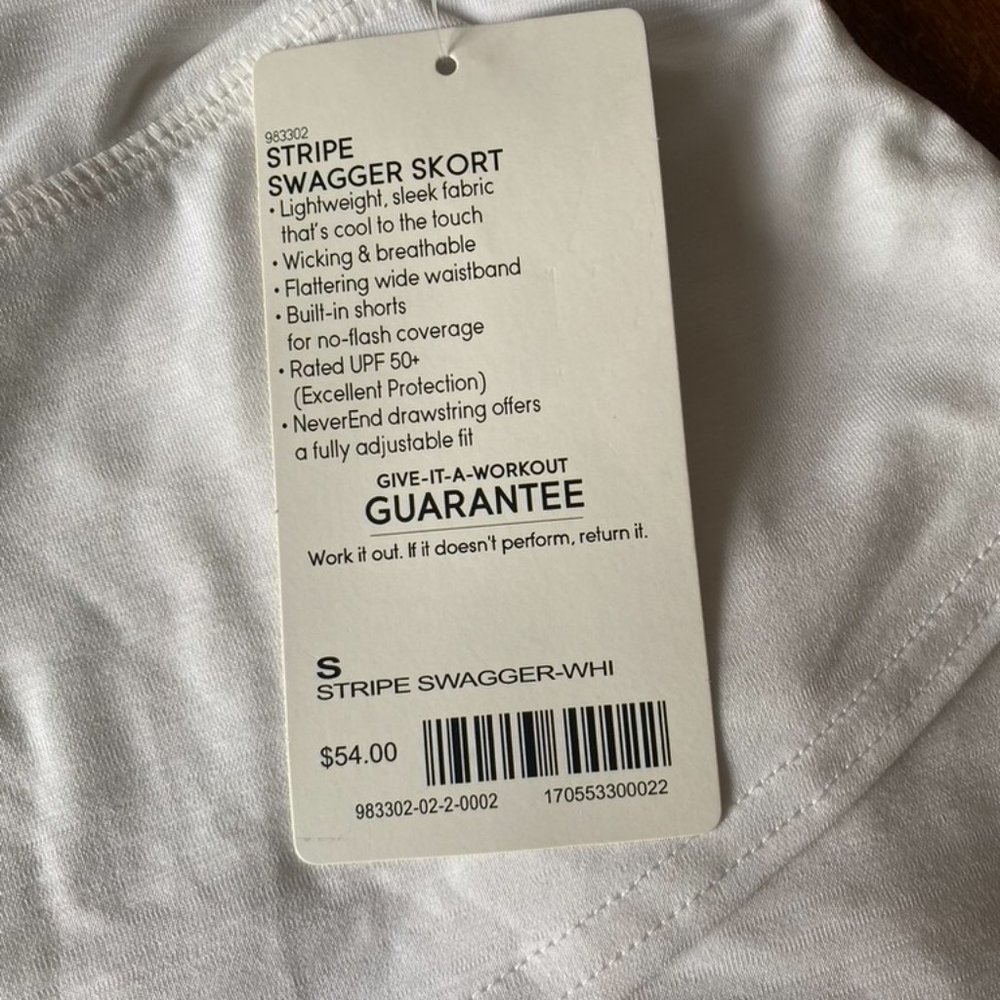 983302
STRIPE
SWAGGER SKORT
• Lightweight, sleek fabric
that's cool to the touch
• Wicking & breathable
• Flattering wide waistband
• Built-in shorts
for no-flash coverage
• Rated UPF 50+
(Excellent Protection)
• NeverEnd drawstring offers
a fully adjustable fit
GIVE-IT-A-WORKOUT
GUARANTEE
Work it out. If it doesn't perform, return it.
S
STRIPE SWAGGER-WHI
$54.00
983302-02-2-0002 170553300022